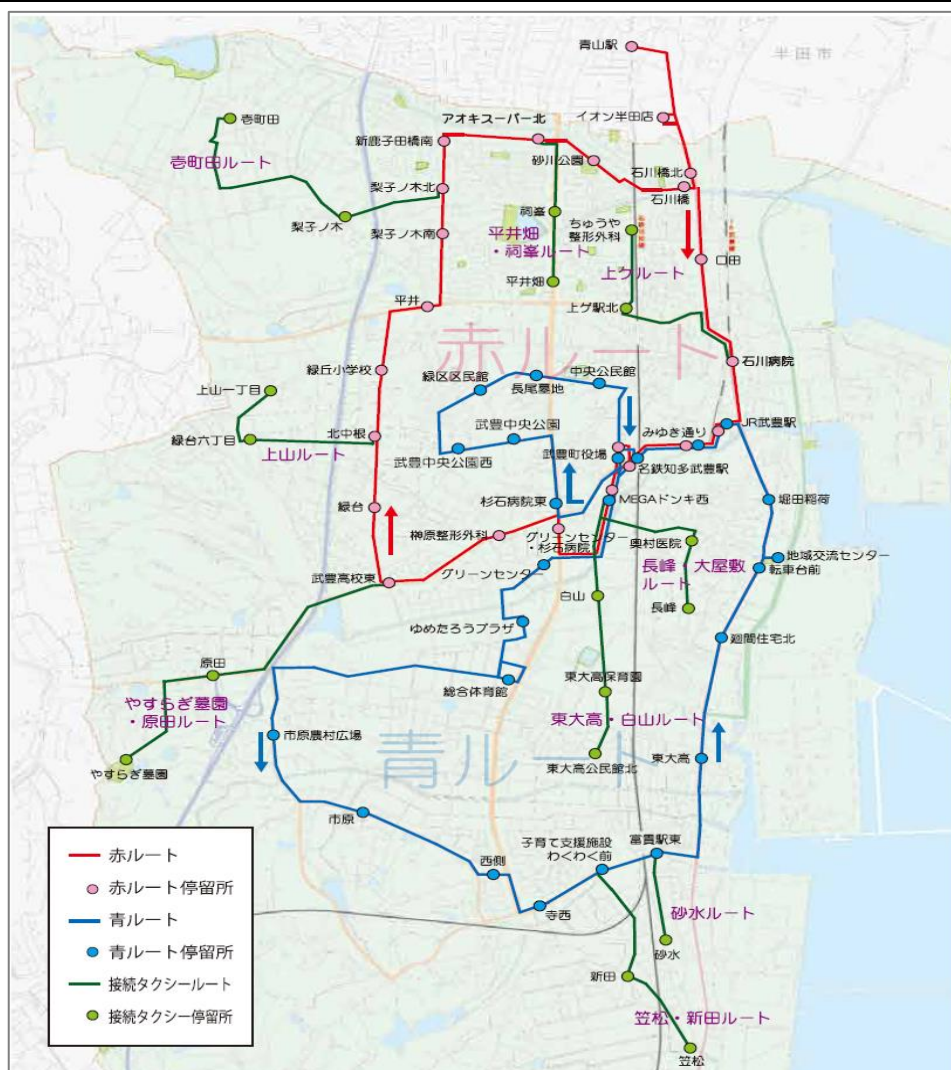 青山駅
半田市
イオン半田店
壱町田
アオキスーパー北
新鹿子田橋南
砂川公園
壱町田ルート
石川橋北
石川橋
梨子ノ木北
梨子ノ木
祠峯
ちゅうや
整形外科
梨子ノ木南
平井畑
・祠峯ルート
上ゲルート
口田
平井畑
平井
上ゲ駅北
赤ルート
石川病院
緑丘小学校
緑区区民館
長尾墓地
中央公民館
上山一丁目
武豊中央公園
みゆき通り
JR武豊駅
北中根
緑台六丁目
上山ルート
武豊中央公園西
武豊町役場
名鉄知多武豊駅
杉石病院東
MEGAドンキ西
堀田稲荷
緑台
榊原整形外科
グリーンセンター
・杉石病院
奥村医院
地域交流センター
転車台前
グリーンセンター
長峰
ルート
大屋敷
武豊高校東
白山
長峰
ゆめたろうプラザ
廻間住宅北
原田
東大高保育園
総合体育館
やすらぎ墓園
・原田ルート
東大高・白山ルート
市原農村広場
青ルート
東大高
やすらぎ墓園
東大高公民館北
市原
子育て支援施設
わくわく前
富貴駅東
西側
寺西
砂水ルート
砂水
新田
笠松・新田ルート
笠松
赤ルート
赤ルート停留所
青ルート
青ルート停留所
接続タクシールート
接続タクシー停留所